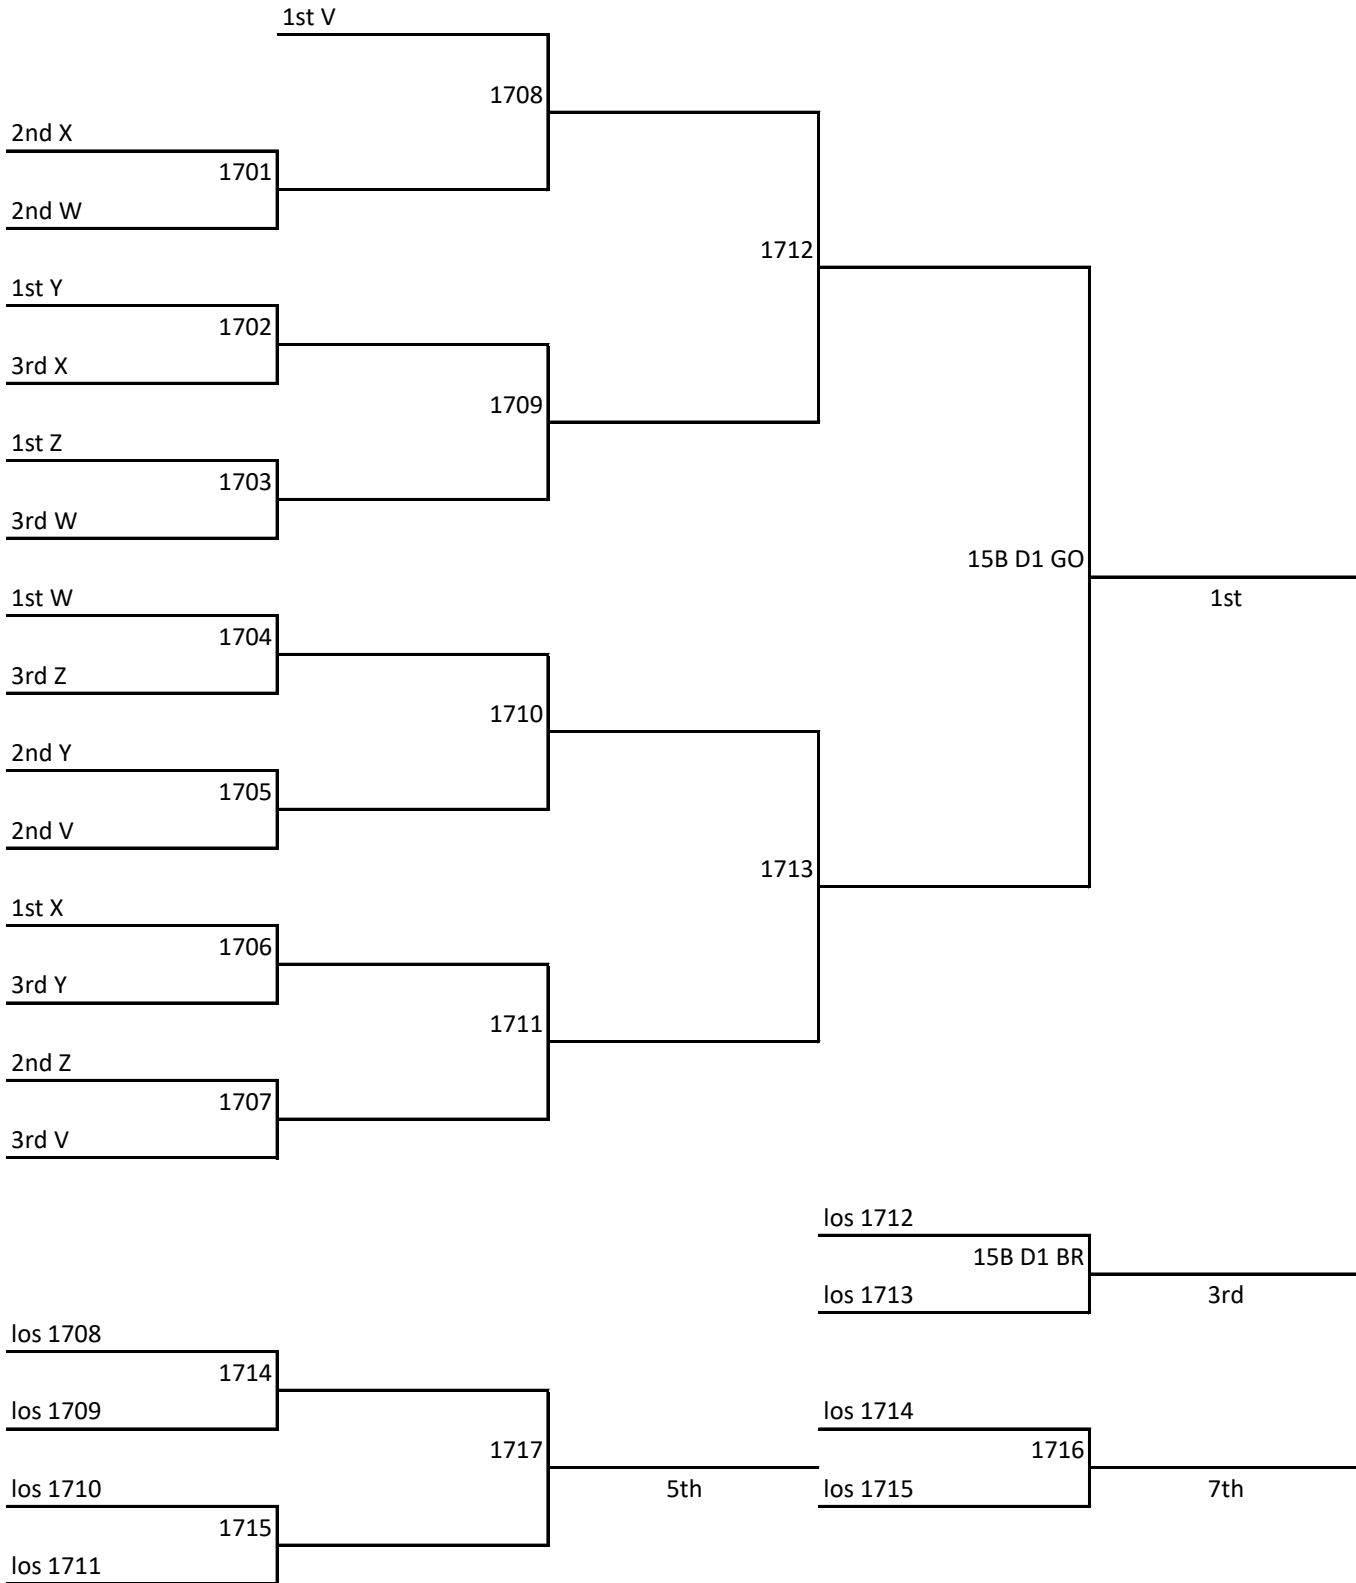 1st V
1708
2nd X
1701
2nd W
1712
1st Y
1702
3rd X
1709
1st Z
1703
3rd W
15B D1 GO
1st
1st W
1704
3rd Z
1710
2nd Y
1705
2nd V
1713
1st X
1706
3rd Y
1711
2nd Z
1707
3rd V
los 1712
15B D1 BR
los 1713
3rd
los 1708
1714
los 1709
los 1714
1717
1716
los 1710
5th
los 1715
7th
1715
los 1711